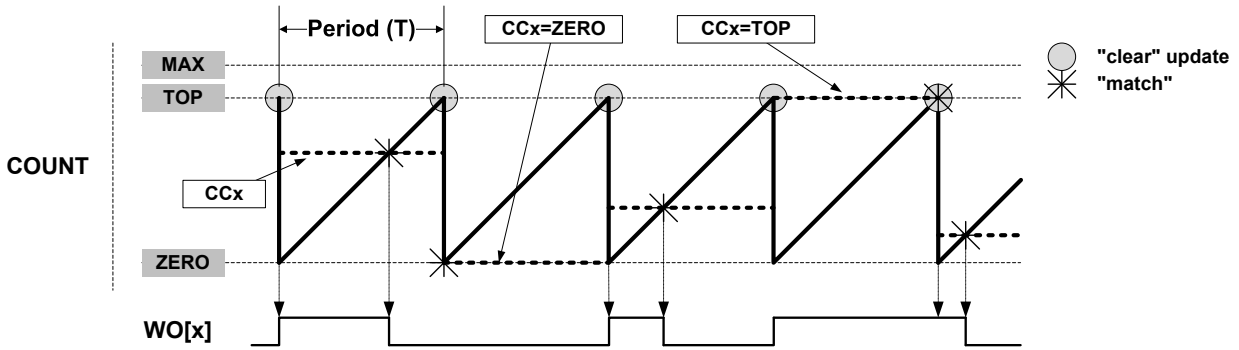 Period (T)
CCx=ZERO
CCx=TOP
"clear" update
"match"
MAX
TOP
COUNT
CCx
ZERO
WO[x]